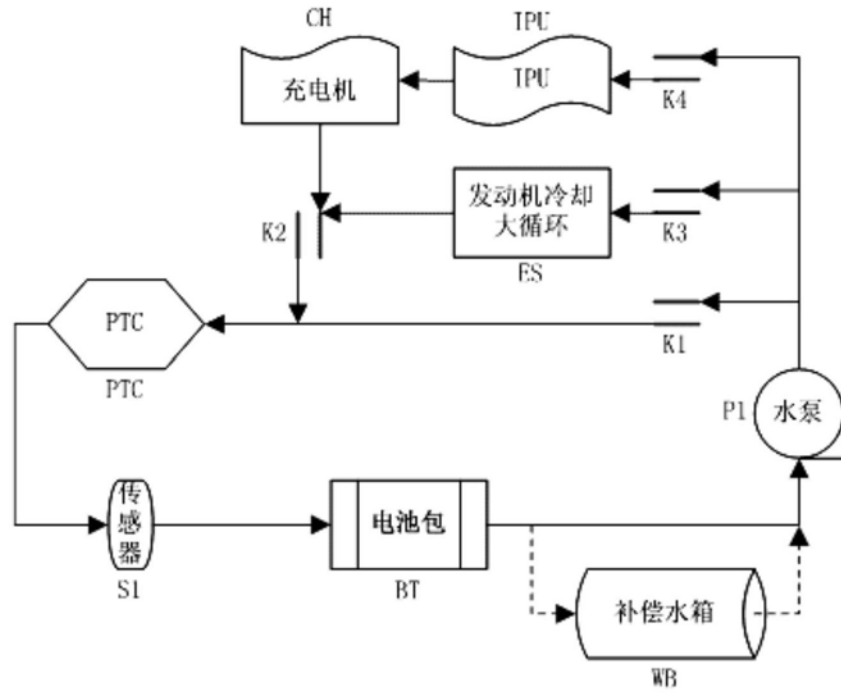 CH
IPU
充电机
IPU
K4
发动机冷却
大循环
K2
K3
ES
PTC
K1
PTC
P1
水泵
传
感
器
电池包
S1
BT
补偿水箱
WB